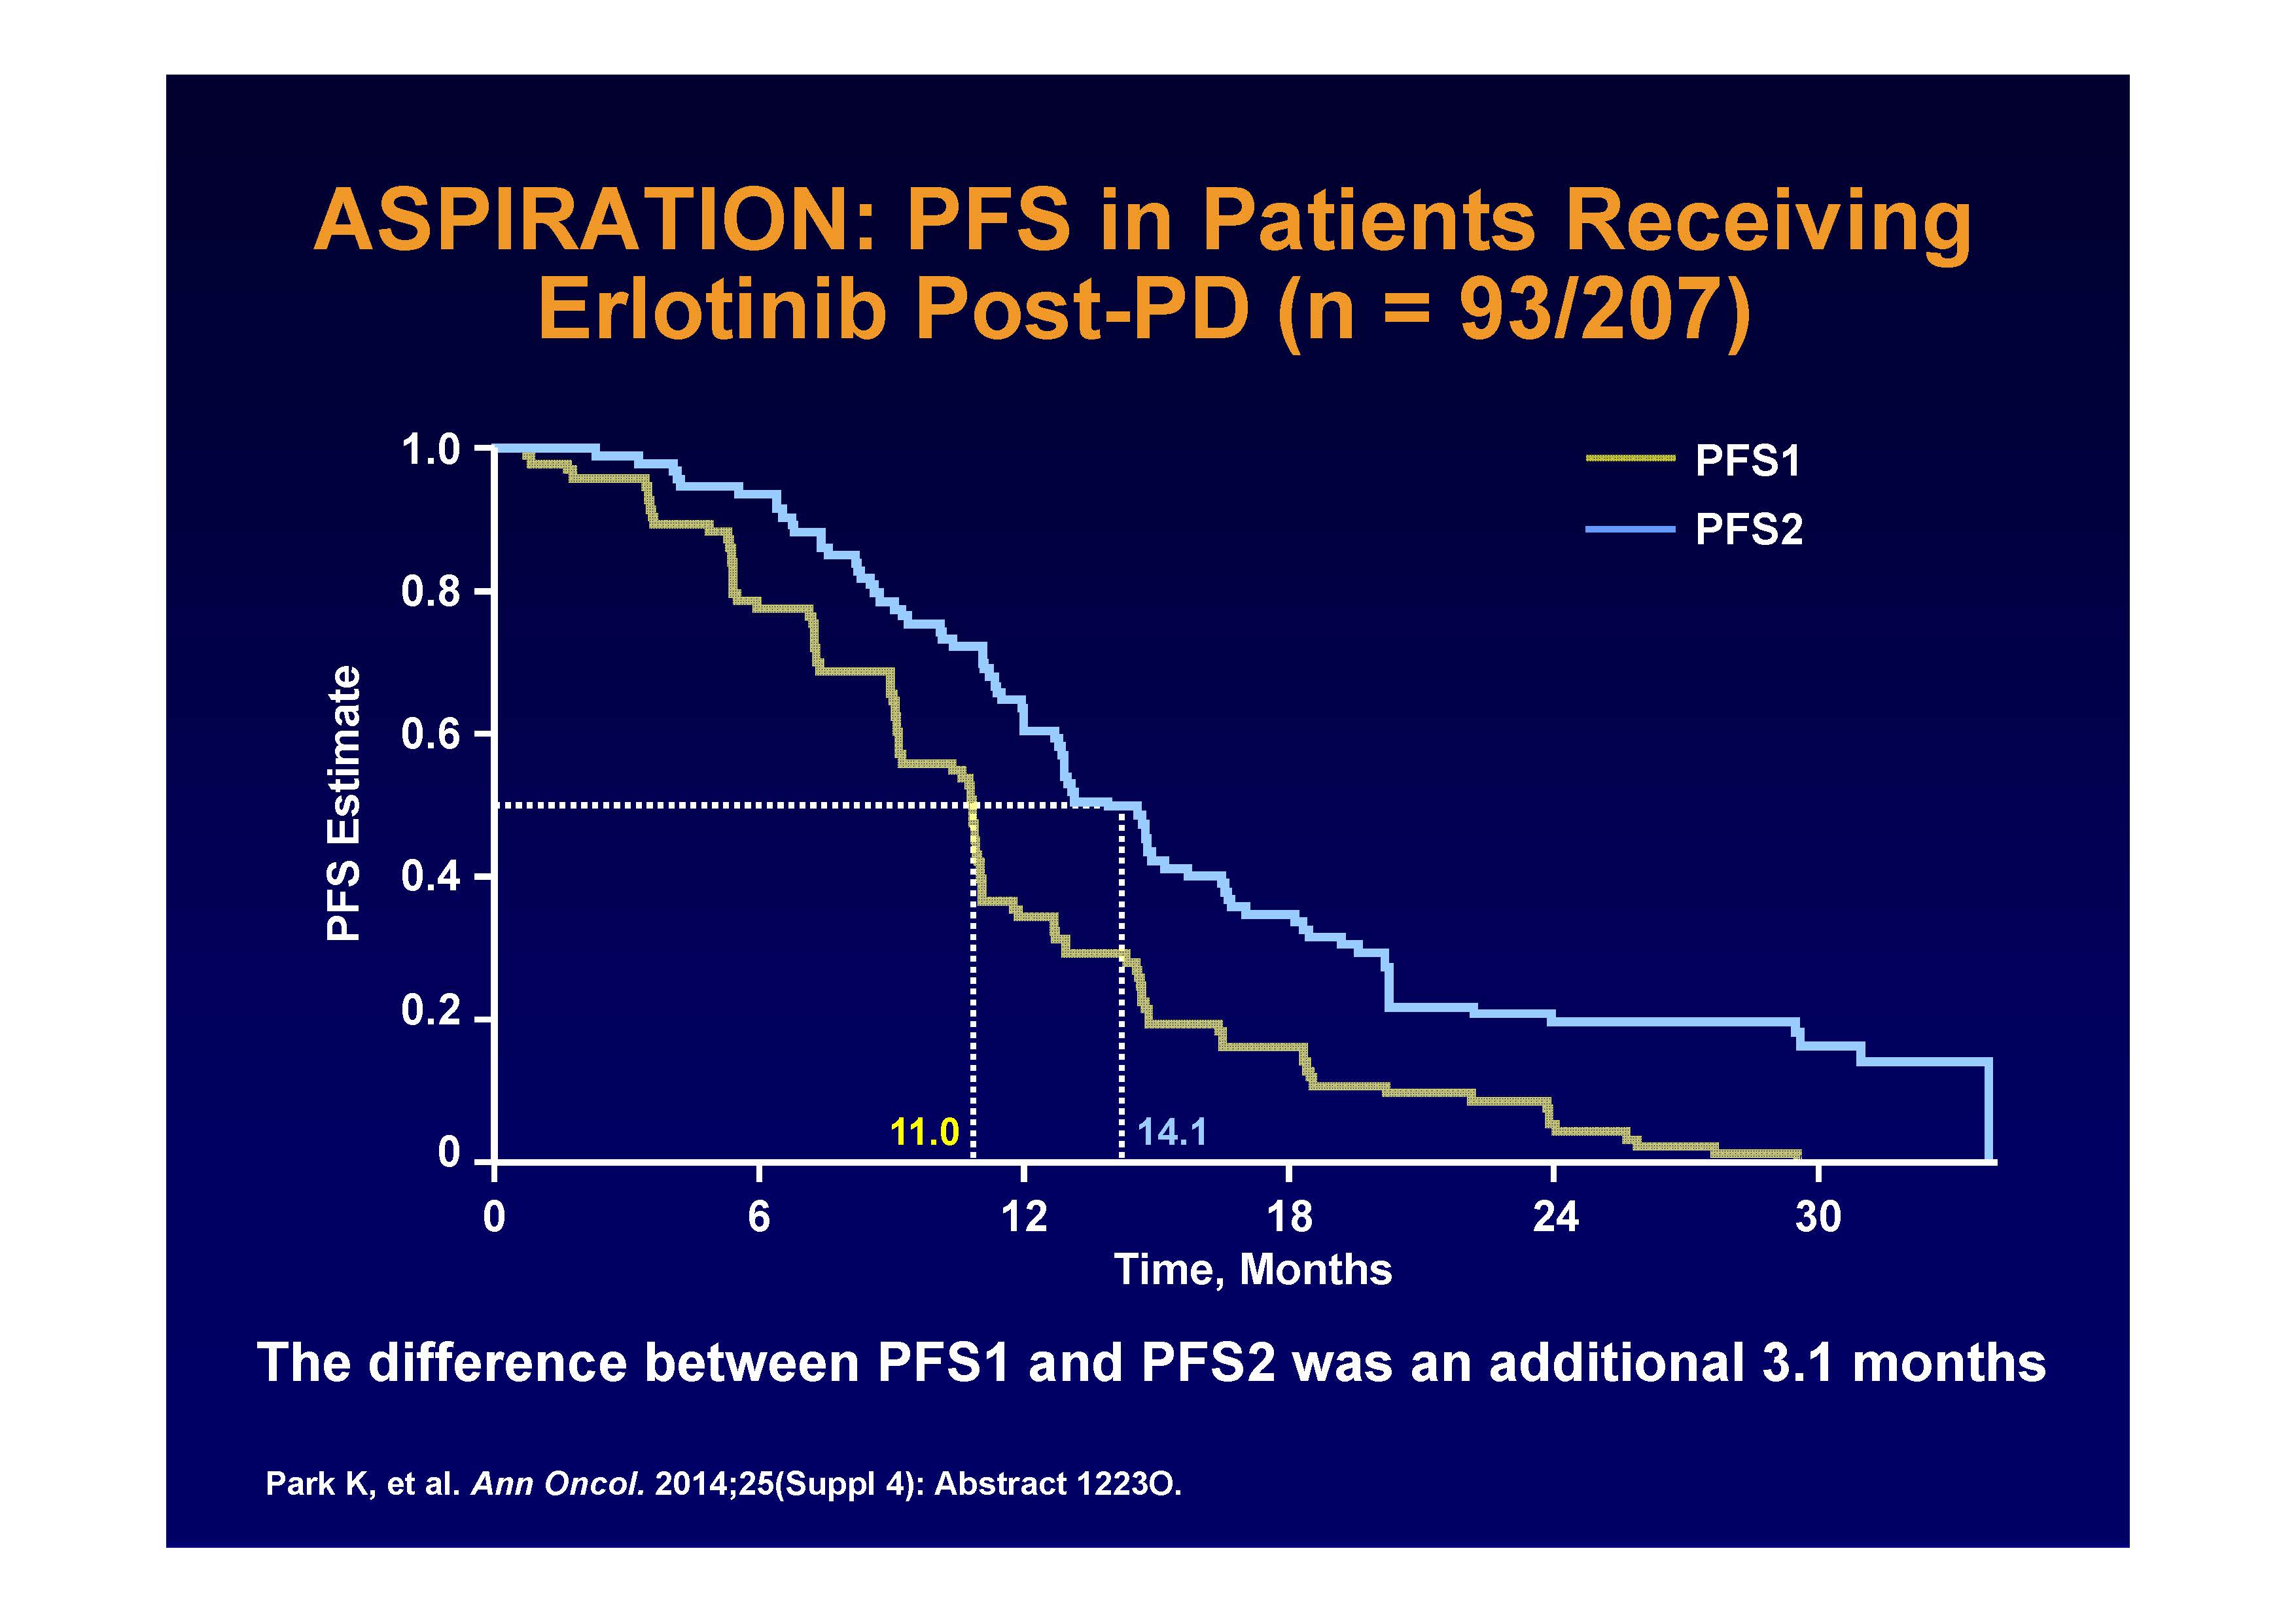 ASPIRATION: PFS in Patients Receiving
Erlotinib Post-PD (n = 93/207)
PFS1
PFS2
PFS Estimate
1.0
0.8
0.6
0.4
0.2
0
11.0
14.1
0
6
12
18
24
30
Time, Months
The difference between PFS1 and PFS2 was an additional 3.1 months
Park K, et al. Ann Oncol. 2014;25(Suppl 4): Abstract 1223O.